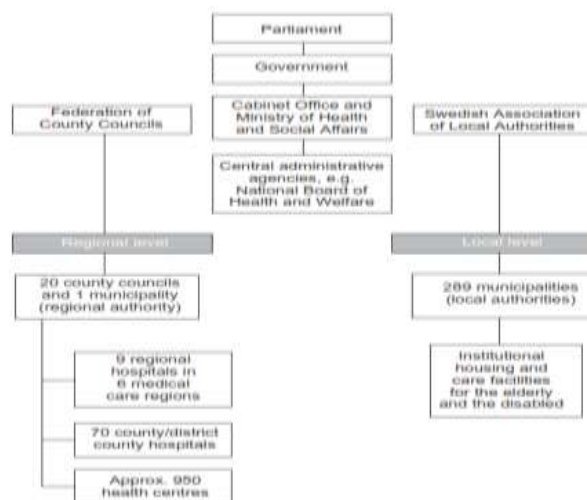 Parliament
Government
Federation of
County Councils
Cabinet Office and
Ministry of Health
and Social Affairs
Swedish Association
of Local Authorities
Central administrative
agencies, e.g.
National Board of
Health and Welfare
Regional level
Local level
20 county councils
and 1 municipality
(regional authority)
289 municipalities
(local authorities)
9 regional
hospitals in
6 medical
care regions
Institutional
housing and
care facilities
for the elderly
and the disabled
70 county/district
county hospitals
Approx. 950
health centres